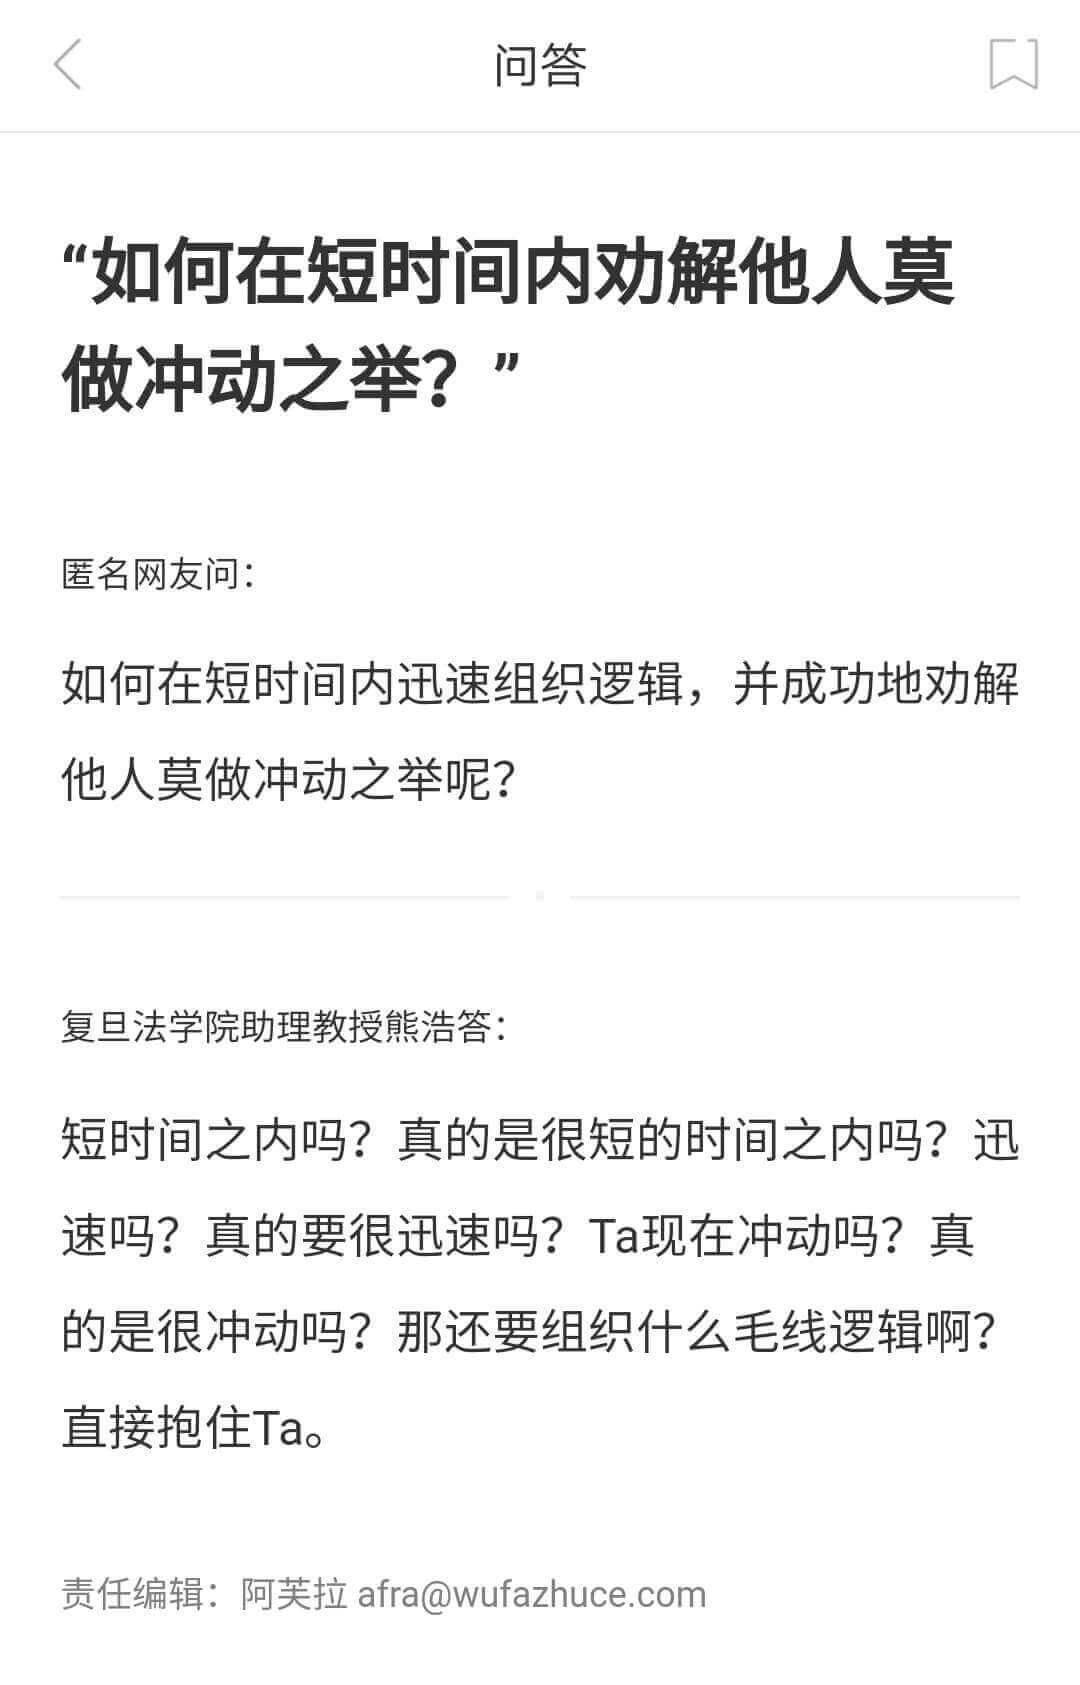 问答
“如何在短时间内劝解他人莫
做冲动之举？”
匿名网友问：
如何在短时间内迅速组织逻辑，并成功地劝解
他人莫做冲动之举呢？
复旦法学院助理教授熊浩答：
短时间之内吗？真的是很短的时间之内吗？迅
速吗？真的要很迅速吗？Ta现在冲动吗？真
的是很冲动吗？那还要组织什么毛线逻辑啊？
直接抱住Ta。
责任编辑：阿芙拉 afra@wufazhuce.com